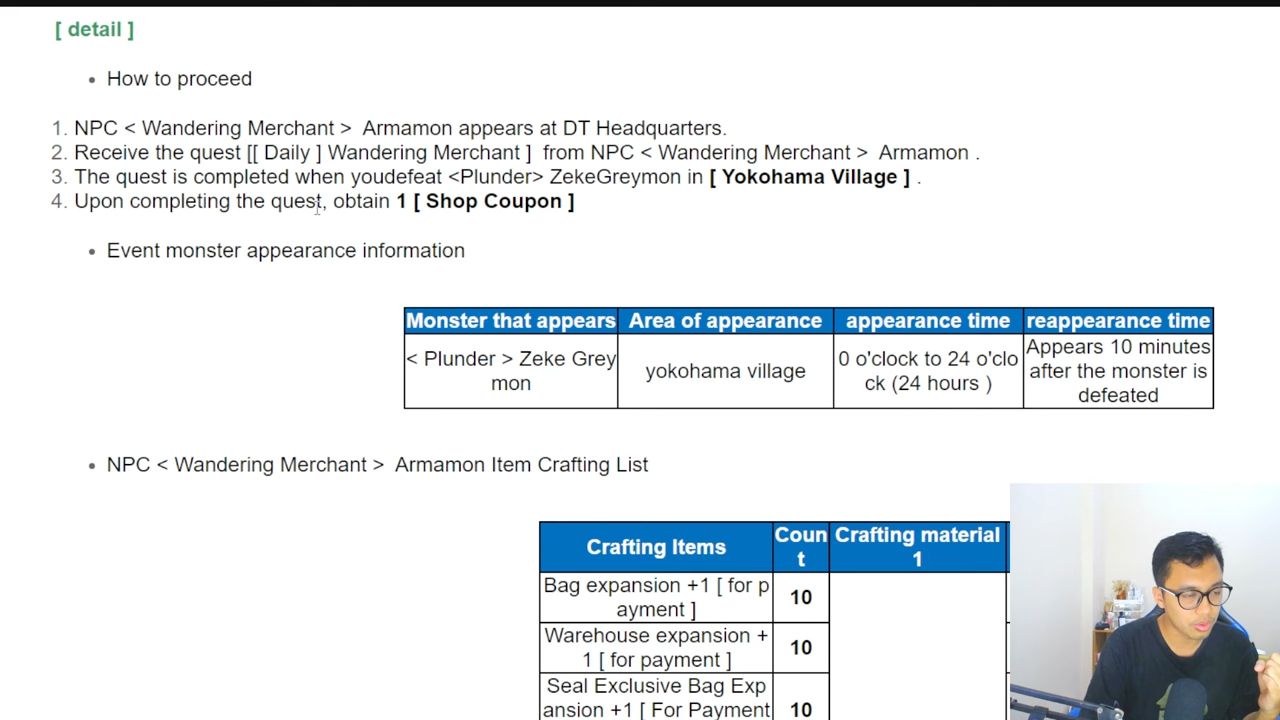 [ detail ]
• How to proceed
1. NPC < Wandering Merchant > Armamon appears at DT Headquarters.
2. Receive the quest [[ Daily ] Wandering Merchant ] from NPC < Wandering Merchant > Armamon .
3. The quest is completed when youdefeat <Plunder> ZekeGreymon in [ Yokohama Village ] .
4. Upon completing the quest, obtain 1 [ Shop Coupon ]
• Event monster appearance information
Monster that appears Area of appearance appearance time reappearance time
< Plunder > Zeke Grey
mon
yokohama village
0 o'clock to 24 o'clo
ck (24 hours )
Appears 10 minutes
after the monster is
defeated
• NPC < Wandering Merchant > Armamon Item Crafting List
Crafting Items
Coun
t
Crafting material
1
Bag expansion +1 [ for p
ayment ]
10
Warehouse expansion +
1 [ for payment ]
10
Seal Exclusive Bag Exp
ansion +1 [ For Payment
10